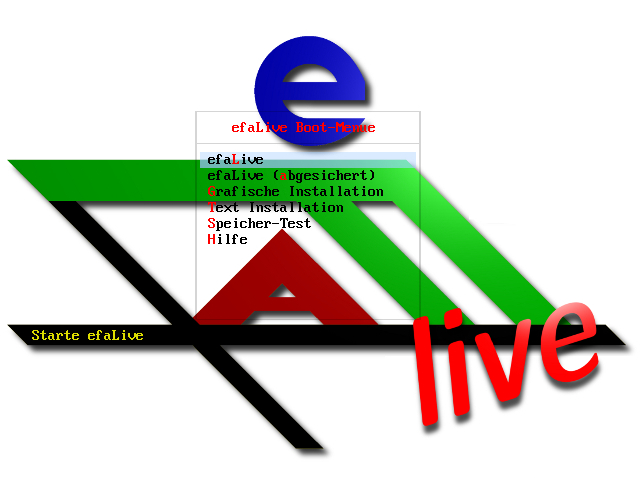 e
efaLive Boot-Menue
efaLive
efaLive (abgesichert)
Grafische Installation
Text Installation
Speicher-Test
Hilfe
A
Starte efaLive
live